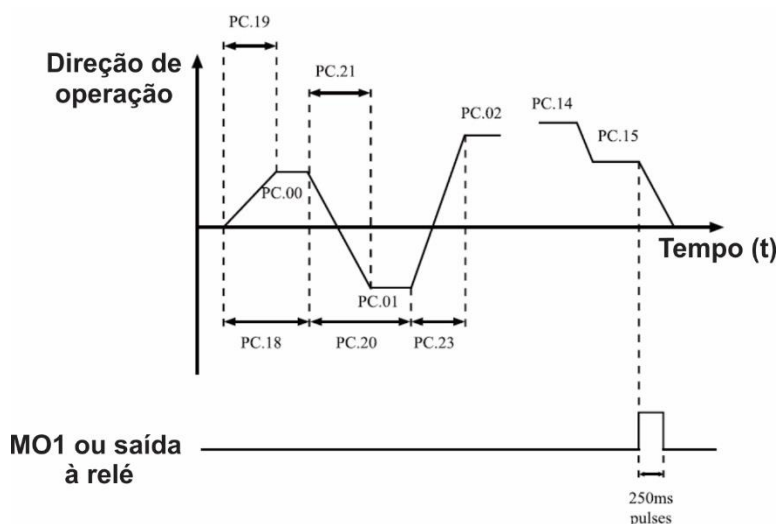 PC.19
Direção de
operação
PC.21
PC.02
PC.14
PC.15
PC.00
Tempo (t)
PC.01
PC.18
PC.20
PC.23
MO1 ou saída
à relé
250ms
pulses